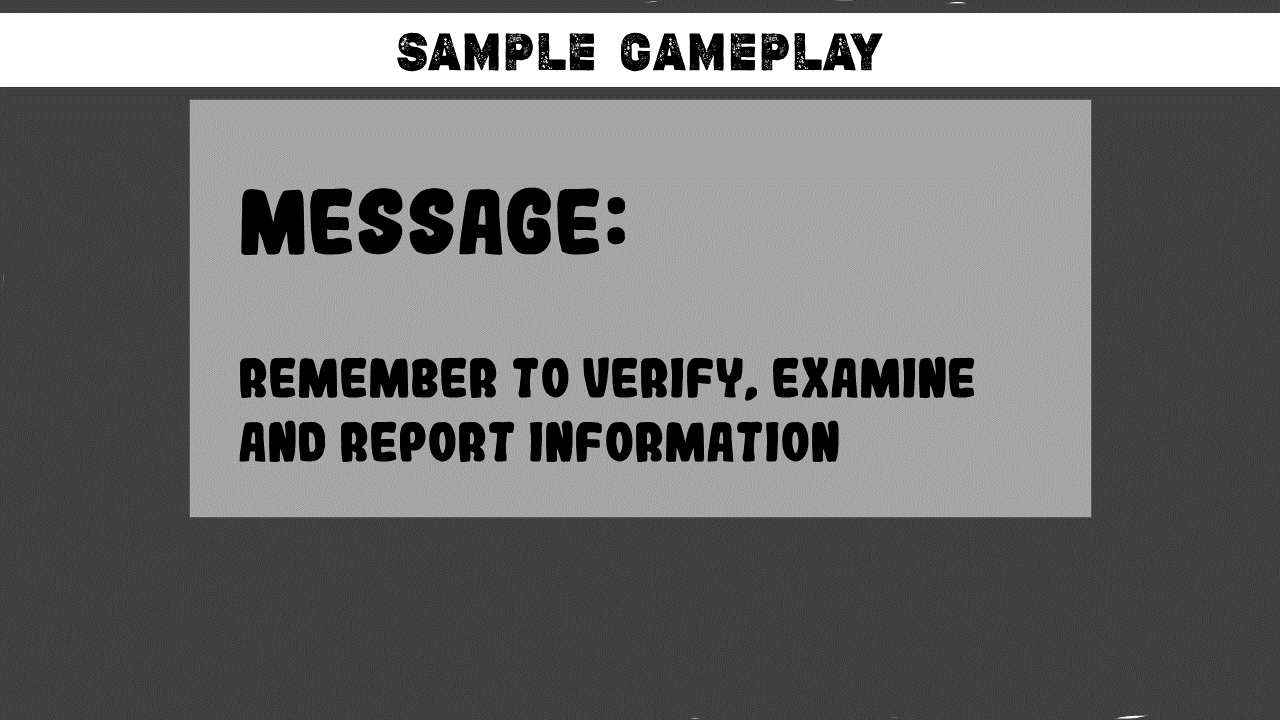 SAMPLE GAMEPLAY
MESSAGE:
REMEMBER TO VERIFY, EXAMINE
AND REPORT INFORMATION